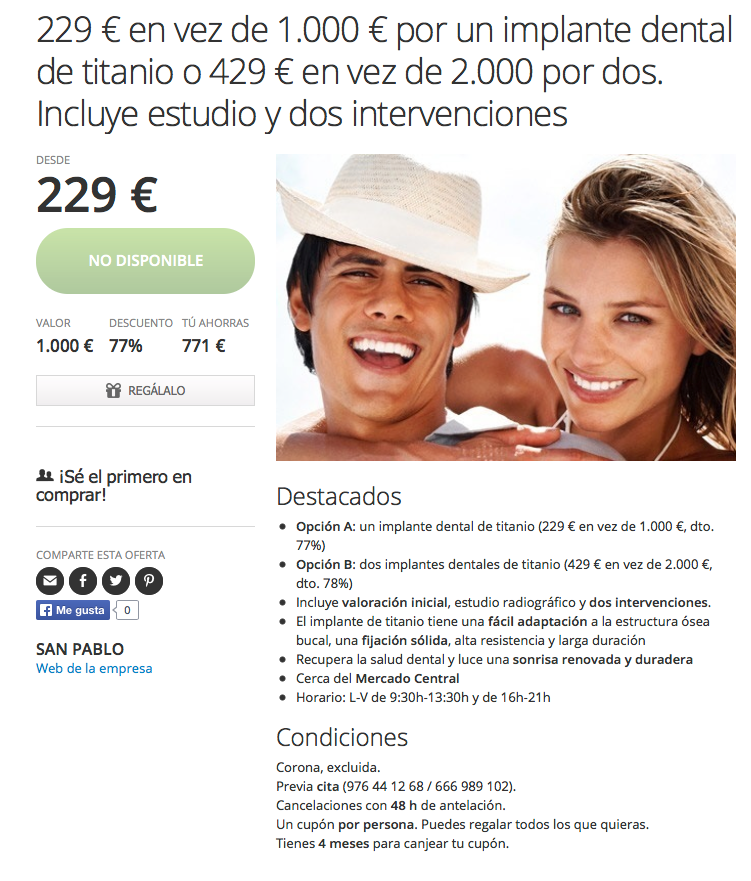 229 € en vez de 1.000 € por un implante dental
de titanio o 429 € en vez de 2.000 por dos.
Incluye estudio y dos intervenciones
DESDE
229 €
NO DISPONIBLE
VALOR DESCUENTO TÚ AHORRAS
1.000 € 77% 771 €
REGÁLALO
¡Sé el primero en
comprar!
COMPARTE ESTA OFERTA
Me gusta 0
SAN PABLO
Web de la empresa
Destacados
Opción A: un implante dental de titanio (229 € en vez de 1.000 €, dto.
77%)
Opción B: dos implantes dentales de titanio (429 € en vez de 2.000 €,
dto. 78%)
Incluye valoración inicial, estudio radiográfico y dos intervenciones.
El implante de titanio tiene una fácil adaptación a la estructura ósea
bucal, una fijación sólida, alta resistencia y larga duración
Recupera la salud dental y luce una sonrisa renovada y duradera
Cerca del Mercado Central
Horario: L-V de 9:30h-13:30h y de 16h-21h
Condiciones
Corona, excluida.
Previa cita (976 44 12 68 / 666 989 102).
Cancelaciones con 48 h de antelación.
Un cupón por persona. Puedes regalar todos los que quieras.
Tienes 4 meses para canjear tu cupón.